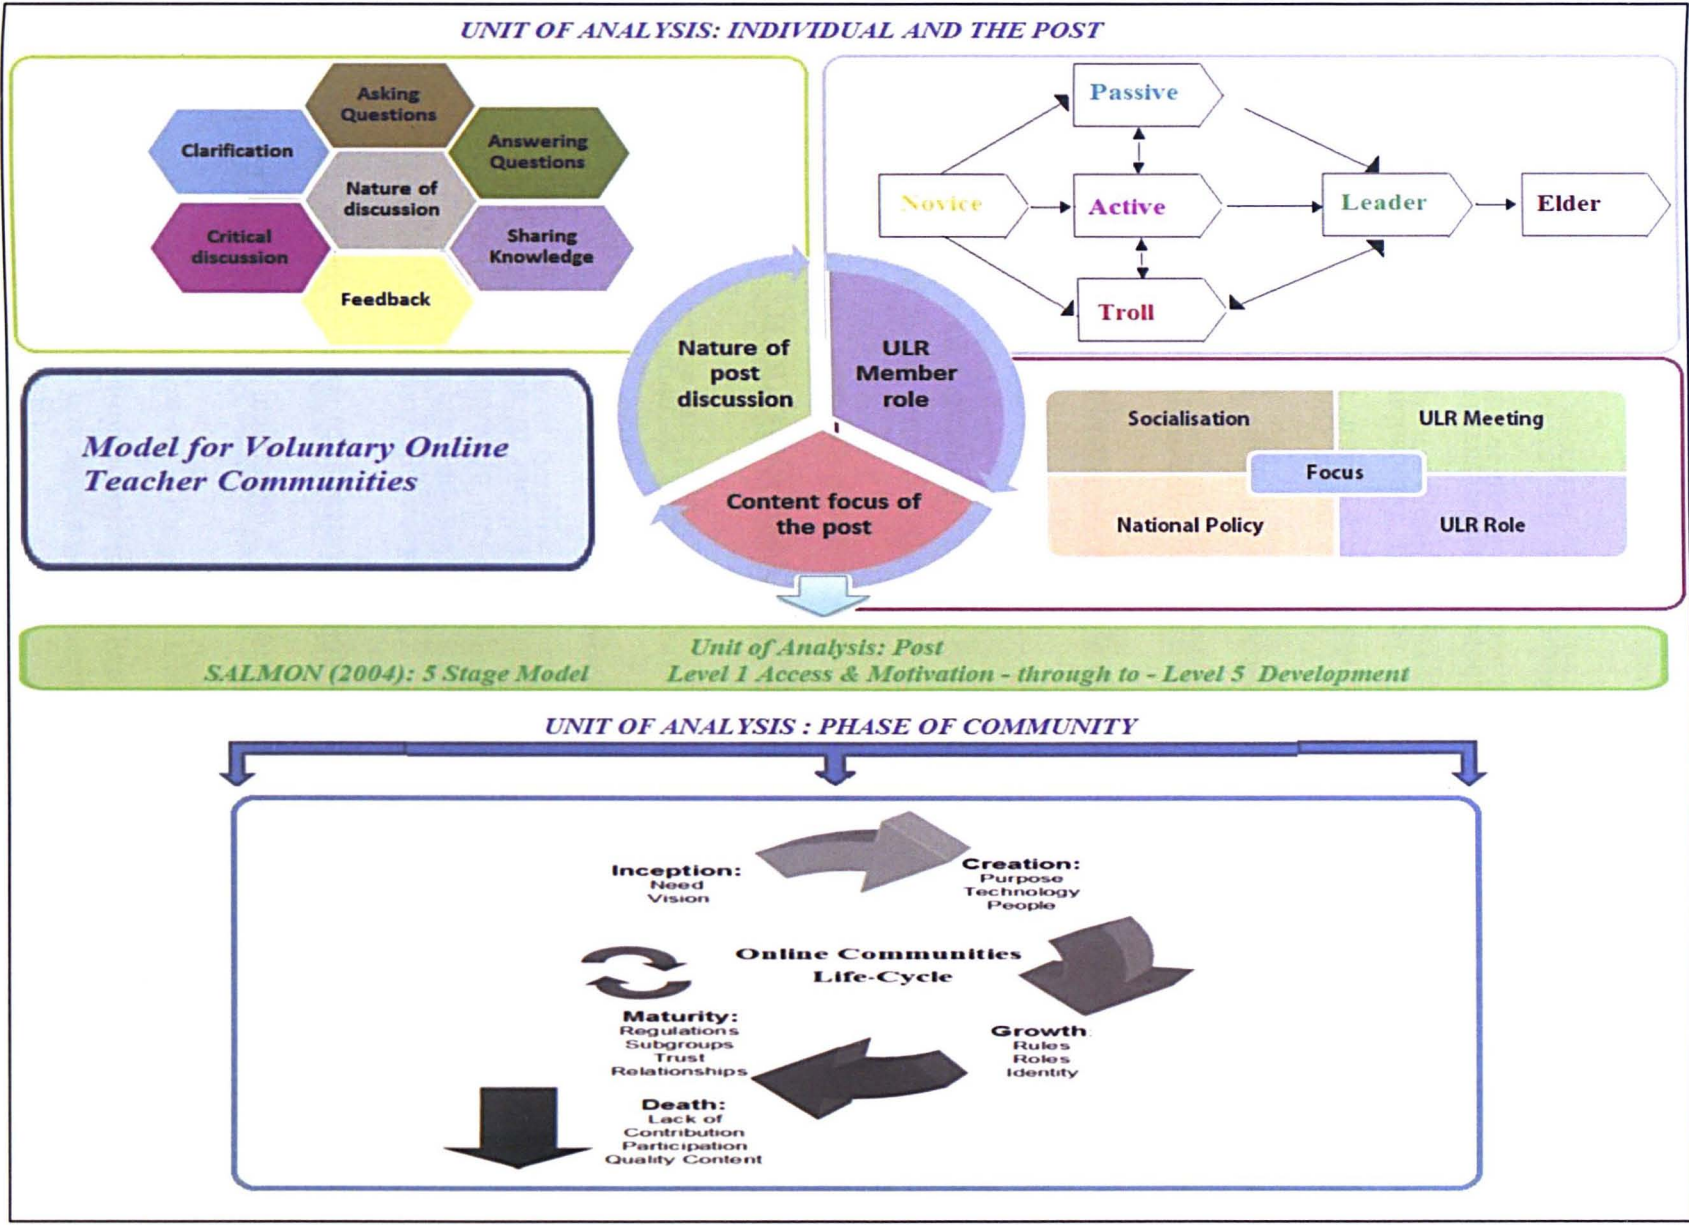 UNIT OF ANALYSIS: INDIVIDUAL AND THE POST
Asking
Questions
Clarification
Answering
Questions
Nature of
discussion
Critical
discussion
Sharing
Knowledge
Feedback
Passive
Novice
Active
Leader
Elder
Troll
Nature of
post
discussion
ULR
Member
role
Content focus of
the post
Model for Voluntary Online
Teacher Communities
Socialisation
ULR Meeting
Focus
National Policy
ULR Role
Unit of Analysis: Post
SALMON (2004): 5 Stage Model Level 1 Access & Motivation - through to - Level 5 Development
UNIT OF ANALYSIS : PHASE OF COMMUNITY
Inception:
Need
Vision
Creation:
Purpose
Technology
People
Online Communities
Life-Cycle
Maturity:
Regulations
Subgroups
Trust
Relationships
Growth:
Rules
Roles
Identity
Death:
Lack of
Contribution
Participation
Quality Content